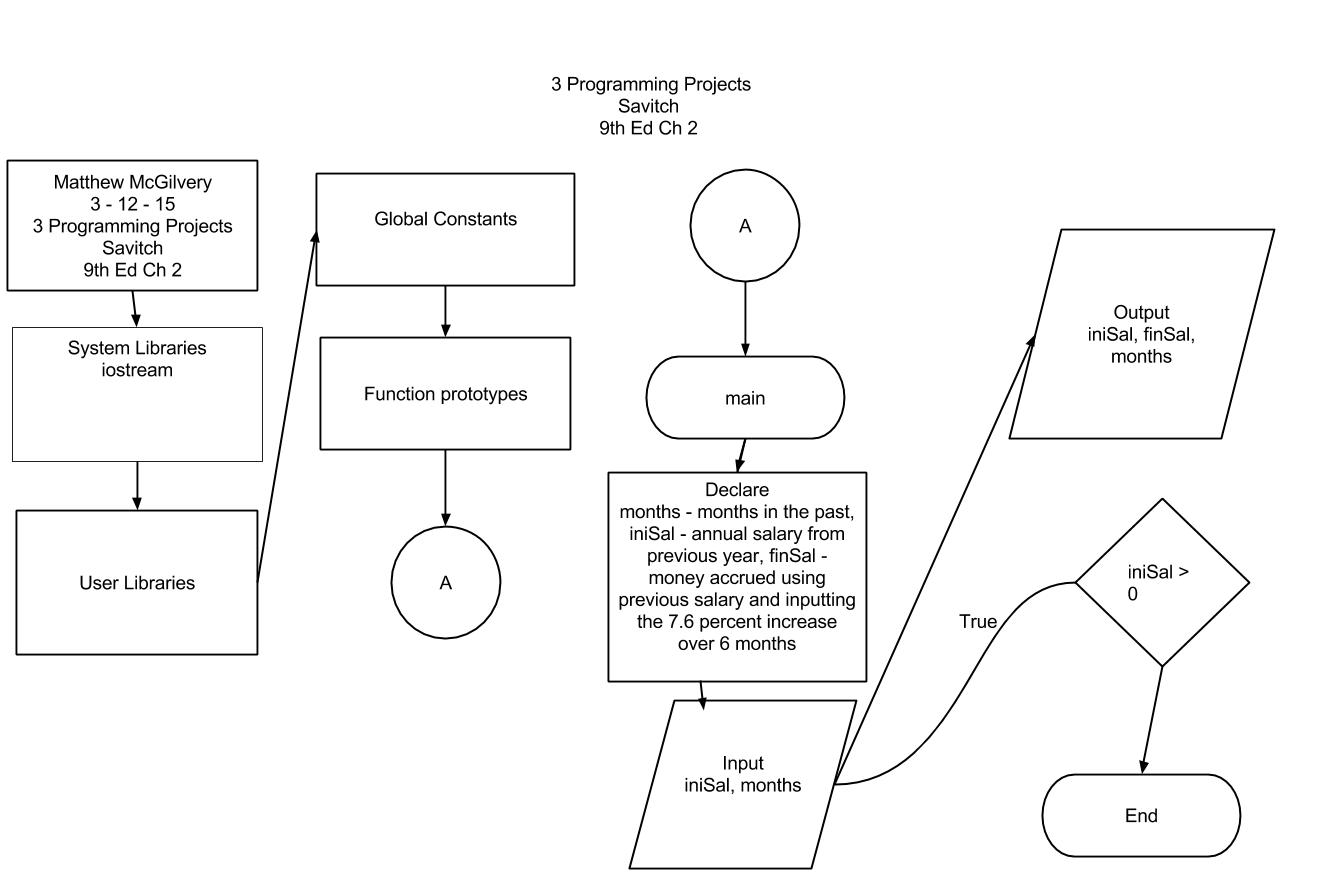 3 Programming Projects
Savitch
9th Ed Ch 2
Matthew McGilvery
3 - 12 - 15
3 Programming Projects
Savitch
9th Ed Ch 2
System Libraries
iostream
User Libraries
Global Constants
Function prototypes
A
A
main
Declare
months - months in the past,
iniSal - annual salary from
previous year, finSal -
money accrued using
previous salary and inputting
the 7.6 percent increase
over 6 months
Input
iniSal, months
Output
iniSal, finSal,
months
iniSal >
0
True
End